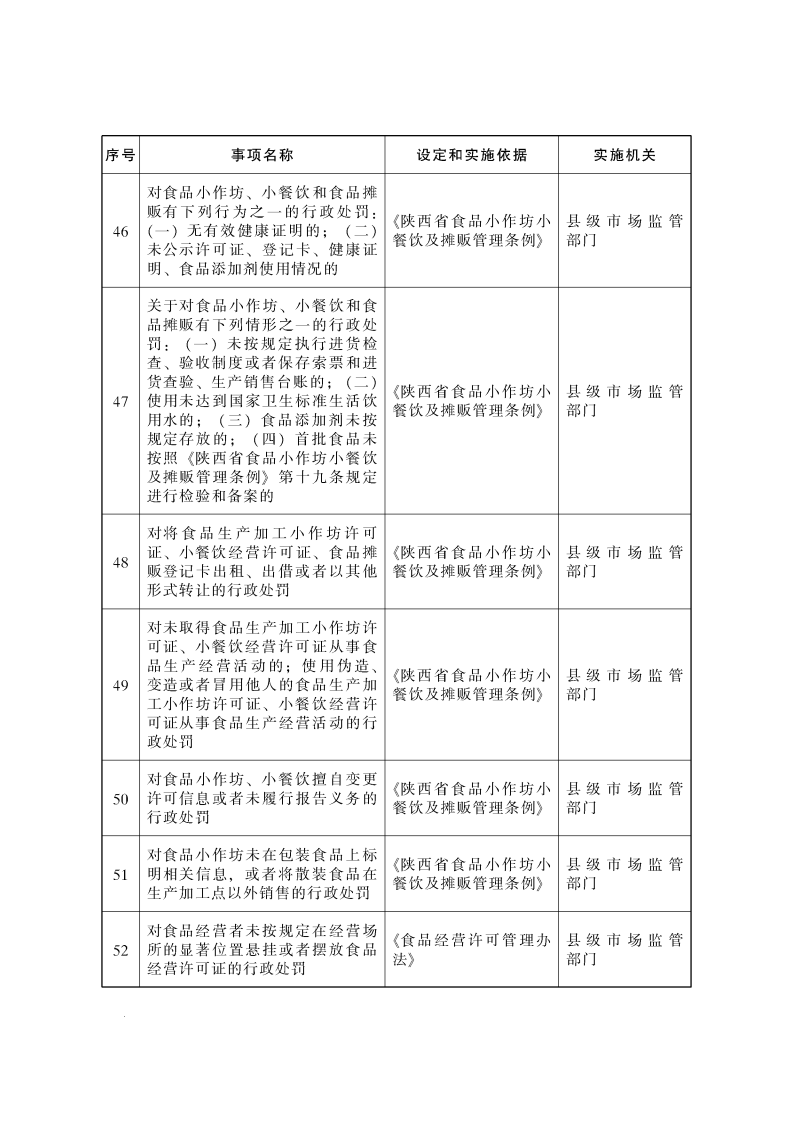 序号
事项名称
设定和实施依据
实施机关
46
对食品小作坊、小餐饮和食品摊
贩有下列行为之一的行政处罚:
(一)无有效健康证明的;(二)
未公示许可证、登记卡、健康证
明、食品添加剂使用情况的
《陕西省食品小作坊小
餐饮及摊贩管理条例》
县级市场监管
部门
47
关于对食品小作坊、小餐饮和食
品摊贩有下列情形之一的行政处
罚:(一)未按规定执行进货检
查、验收制度或者保存索票和进
货查验、生产销售台账的;(二)
使用未达到国家卫生标准生活饮
用水的;(三)食品添加剂未按
规定存放的;(四)首批食品未
按照《陕西省食品小作坊小餐饮
及摊贩管理条例》第十九条规定
进行检验和备案的
《陕西省食品小作坊小
餐饮及摊贩管理条例》
县级市场监管
部门
48
对将食品生产加工小作坊许可
证、小餐饮经营许可证、食品摊
贩登记卡出租、出借或者以其他
形式转让的行政处罚
《陕西省食品小作坊小
餐饮及摊贩管理条例》
县级市场监管
部门
49
对未取得食品生产加工小作坊许
可证、小餐饮经营许可证从事食
品生产经营活动的;使用伪造、
变造或者冒用他人的食品生产加
工小作坊许可证、小餐饮经营许
可证从事食品生产经营活动的行
政处罚
《陕西省食品小作坊小
餐饮及摊贩管理条例》
县级市场监管
部门
50
对食品小作坊、小餐饮擅自变更
许可信息或者未履行报告义务的
行政处罚
《陕西省食品小作坊小
餐饮及摊贩管理条例》
县级市场监管
部门
51
对食品小作坊未在包装食品上标
明相关信息,或者将散装食品在
生产加工点以外销售的行政处罚
《陕西省食品小作坊小
餐饮及摊贩管理条例》
县级市场监管
部门
52
对食品经营者未按规定在经营场
所的显著位置悬挂或者摆放食品
经营许可证的行政处罚
《食品经营许可管理办
法》
县级市场监管
部门